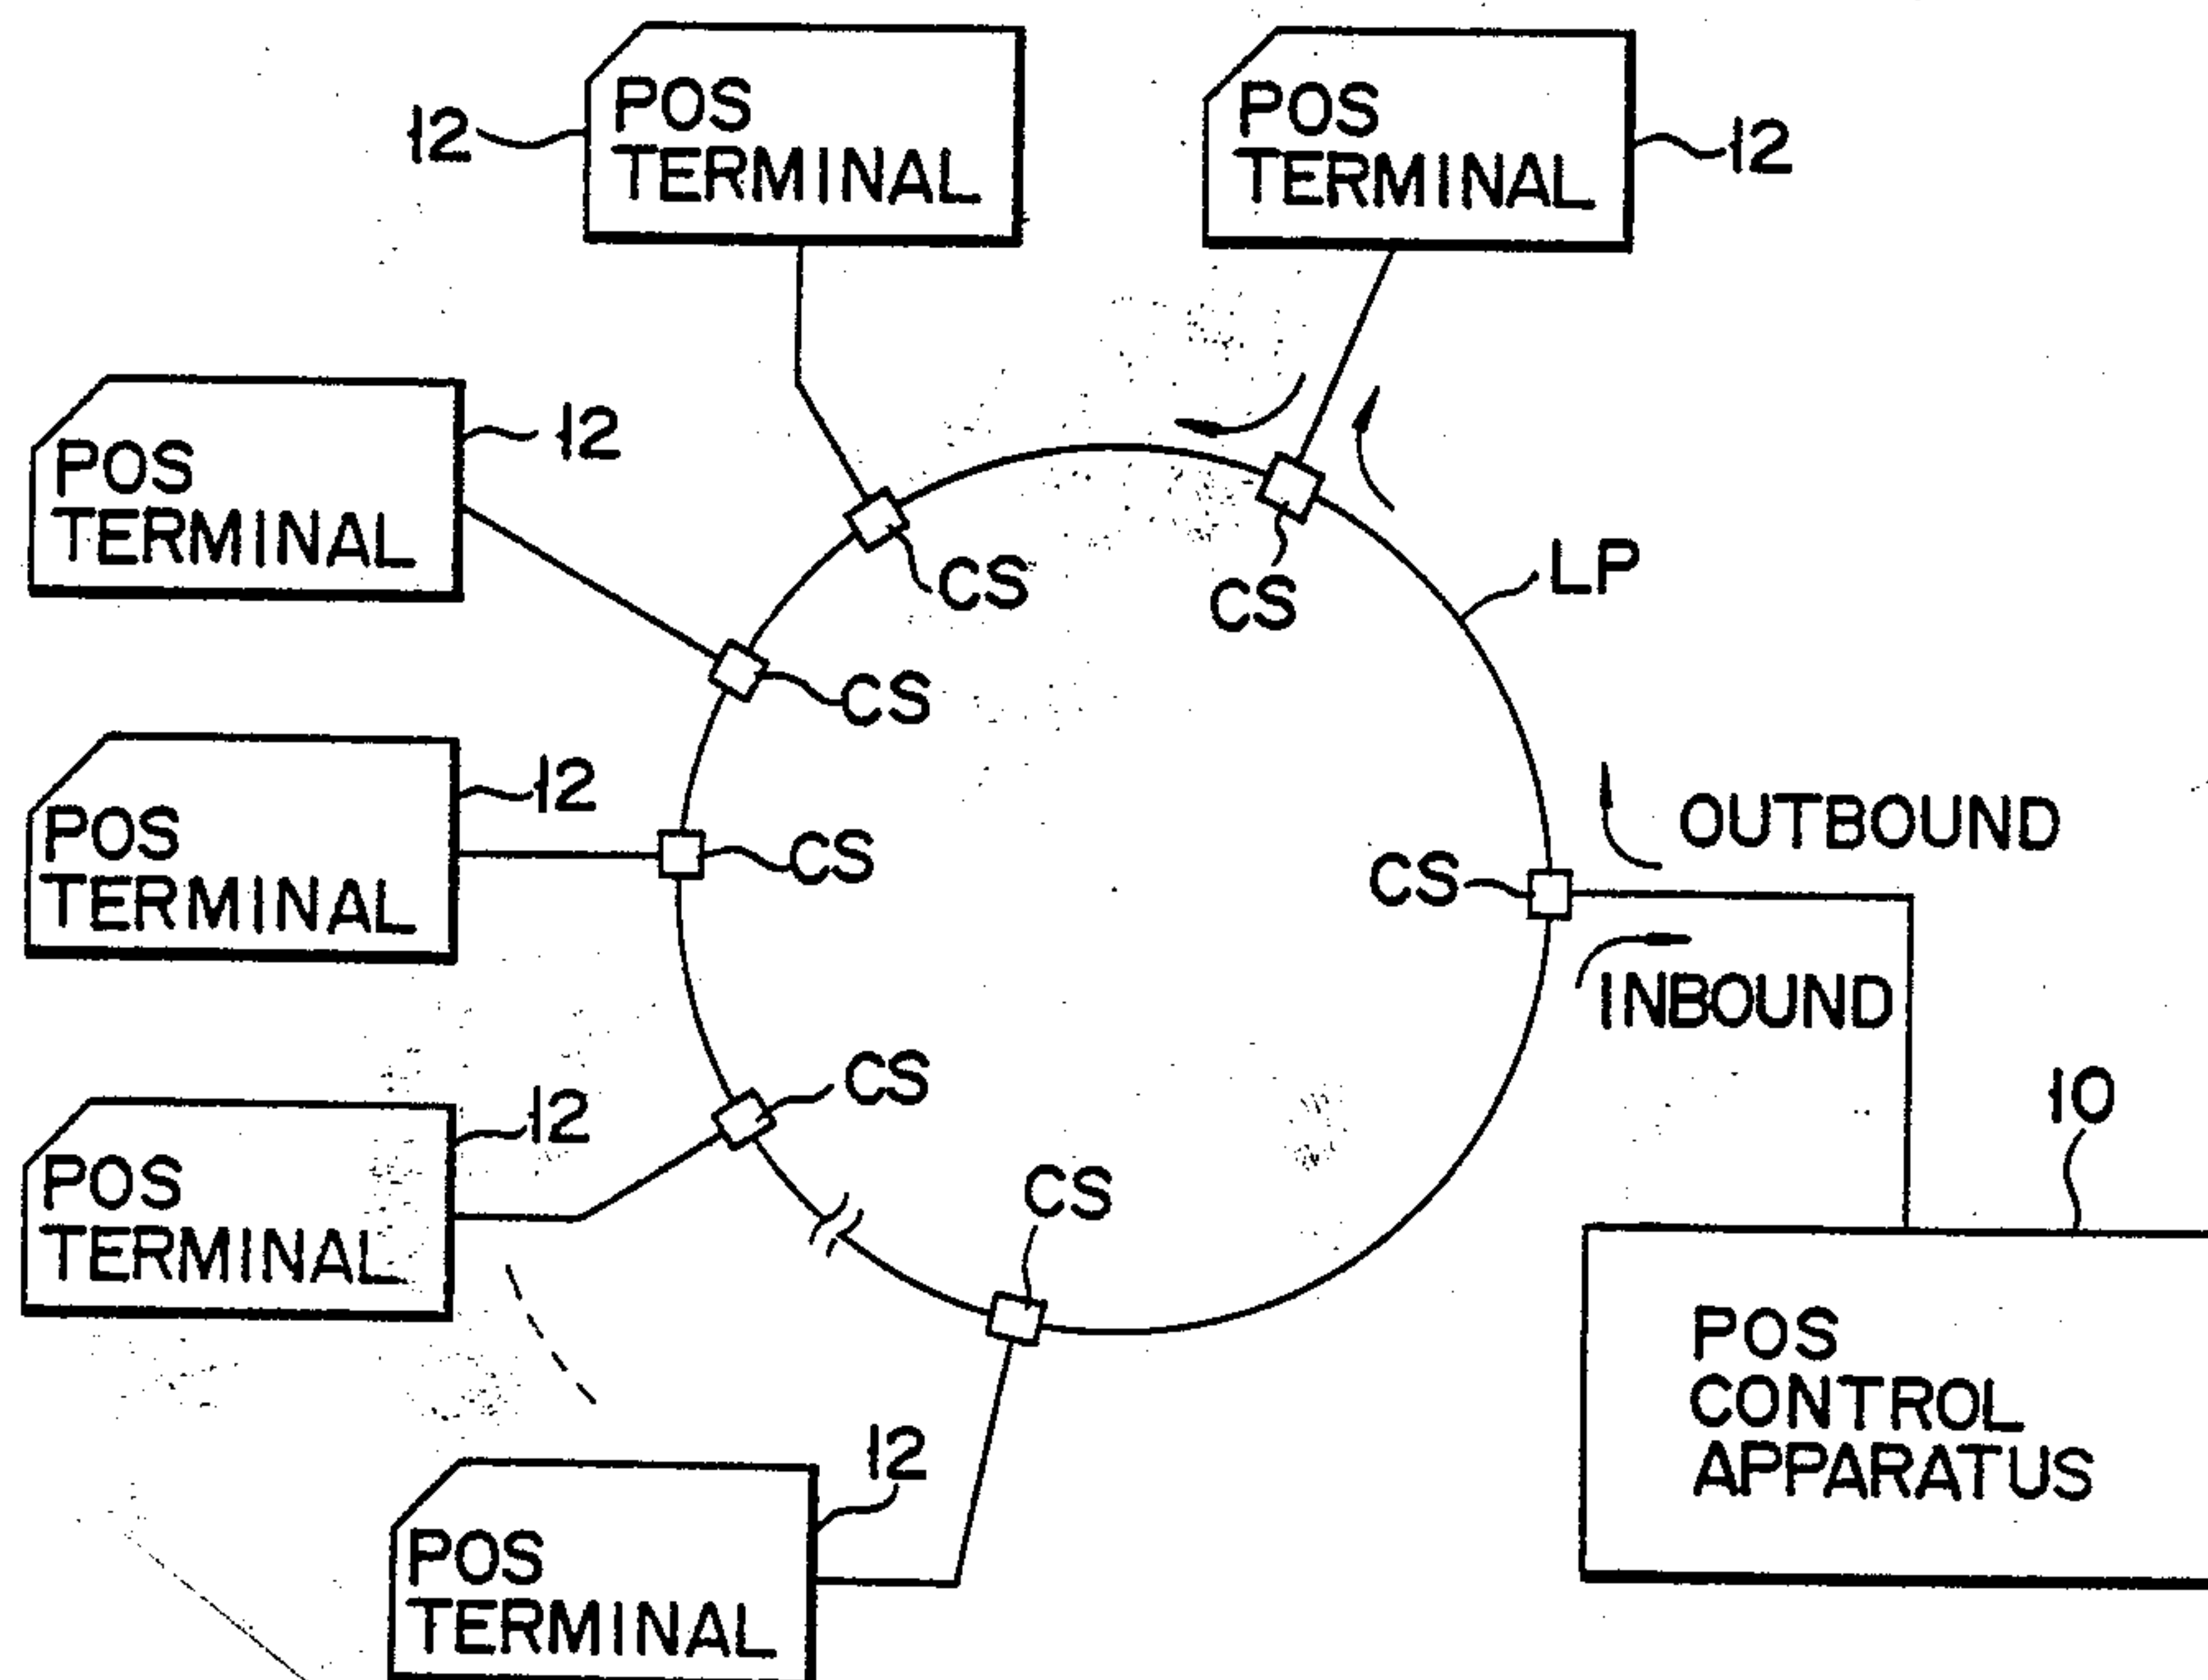 POS
TERMINAL
12
POS
TERMINAL
12
POS
TERMINAL
12
CS
CS
LP
CS
POS
TERMINAL
12
CS
OUTBOUND
CS
INBOUND
POS
TERMINAL
12
CS
10
CS
POS
CONTROL
APPARATUS
POS
TERMINAL
12